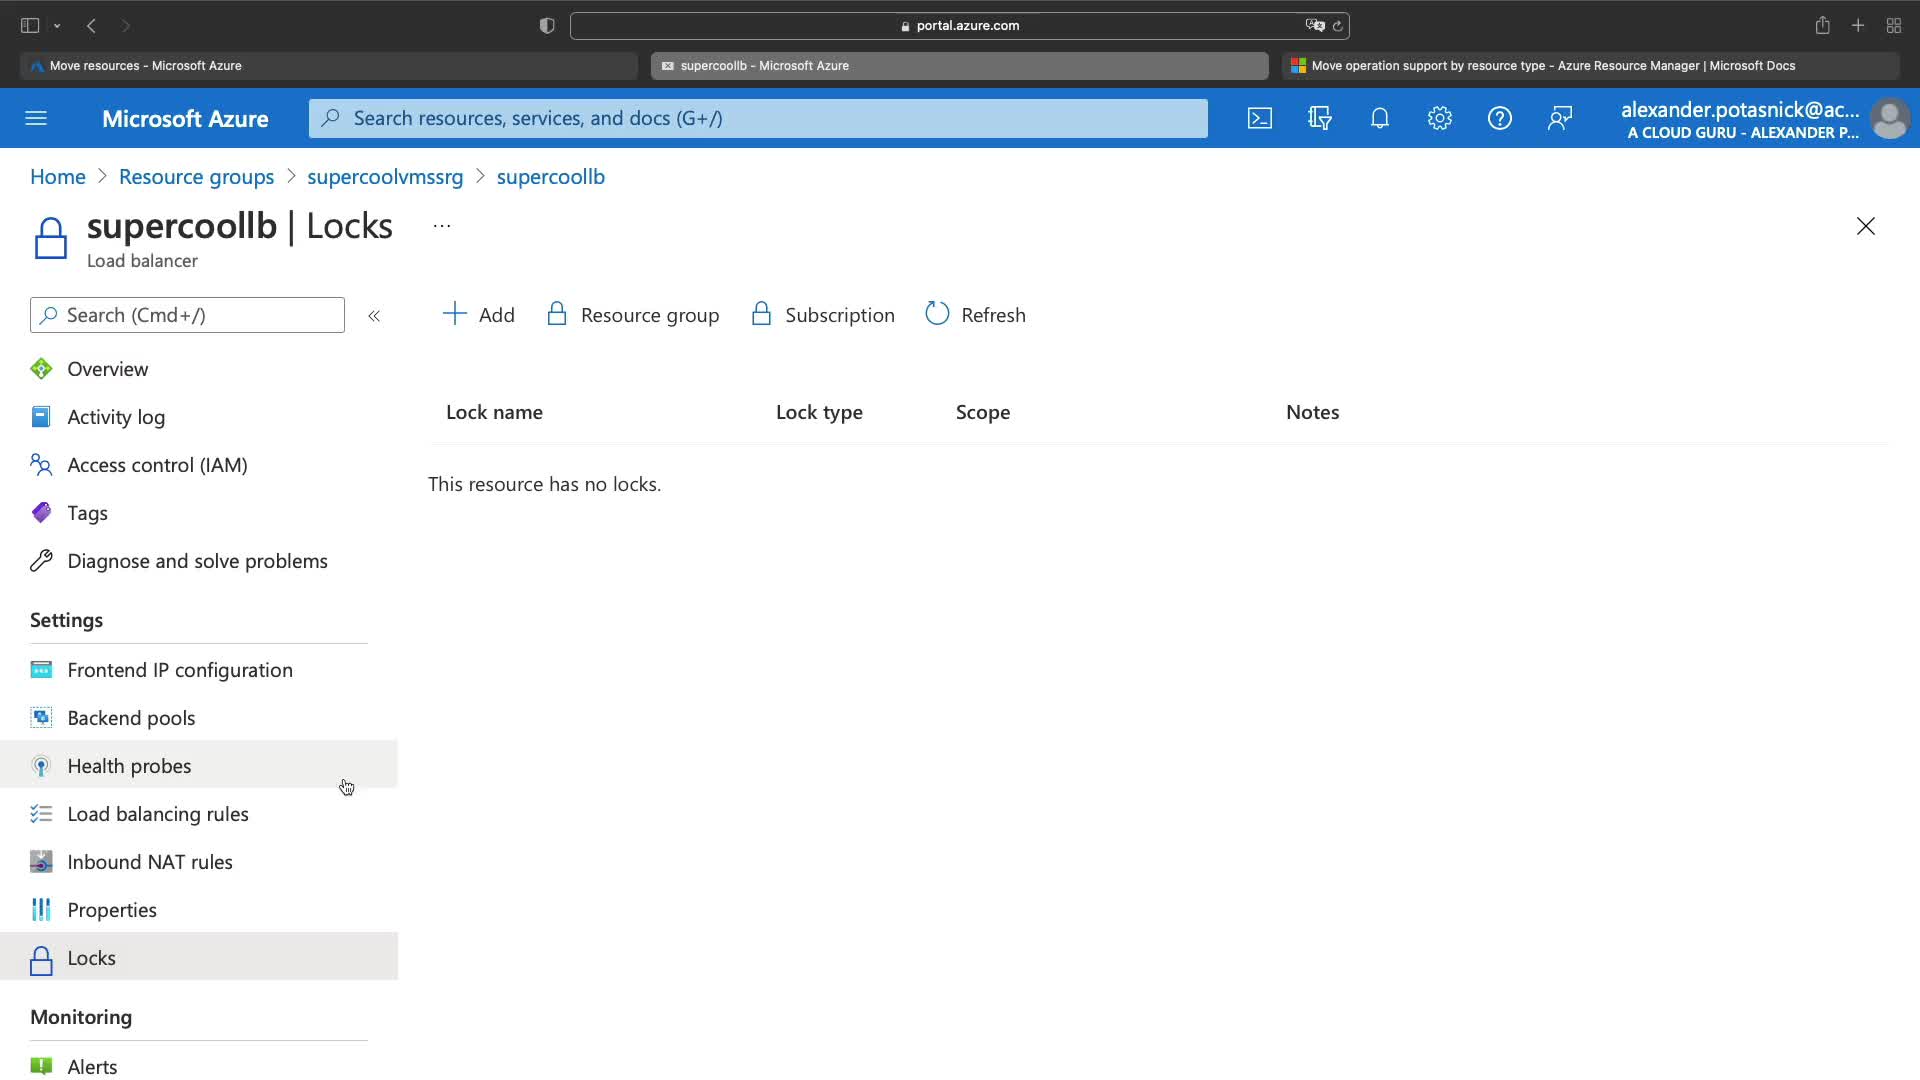 portal.azure.com
Move resources - Microsoft Azure
supercoollb - Microsoft Azure
Move operation support by resource type - Azure Resource Manager | Microsoft Docs
Microsoft Azure
Search resources, services, and docs (G+/)
alexander.potasnick@ac...
A CLOUD GURU - ALEXANDER P...
Home > Resource groups > supercoolvmssrg > supercoollb
supercoollb | Locks ...
Load balancer
Search (Cmd+/)
«
Add
Resource group
Subscription
Refresh
Overview
Activity log
Access control (IAM)
Tags
Diagnose and solve problems
Settings
Frontend IP configuration
Backend pools
Health probes
Load balancing rules
Inbound NAT rules
Properties
Locks
Monitoring
Alerts
Lock name
Lock type
Scope
Notes
This resource has no locks.